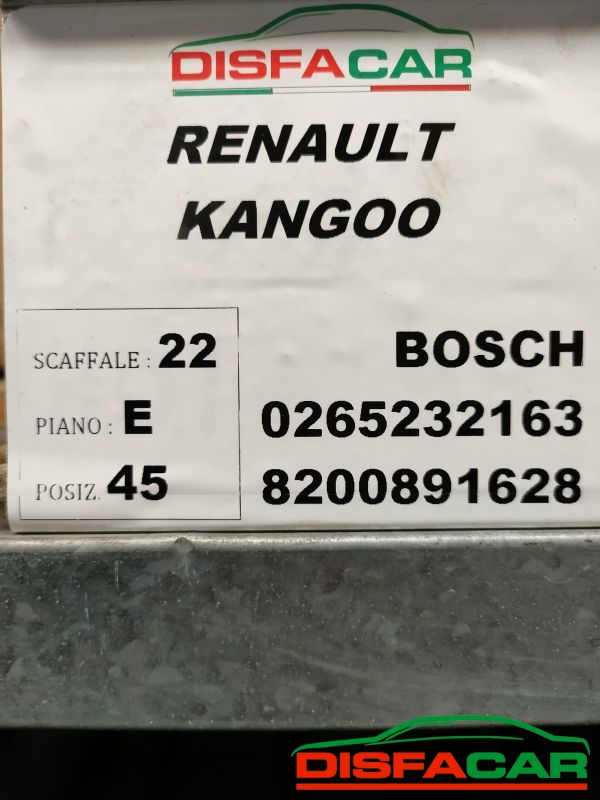 DISFACAR
RENAULT
KANGOO
SCAFFALE : 22
PIANO : E
POSIZ. 45
BOSCH
0265232163
8200891628
DISFACAR